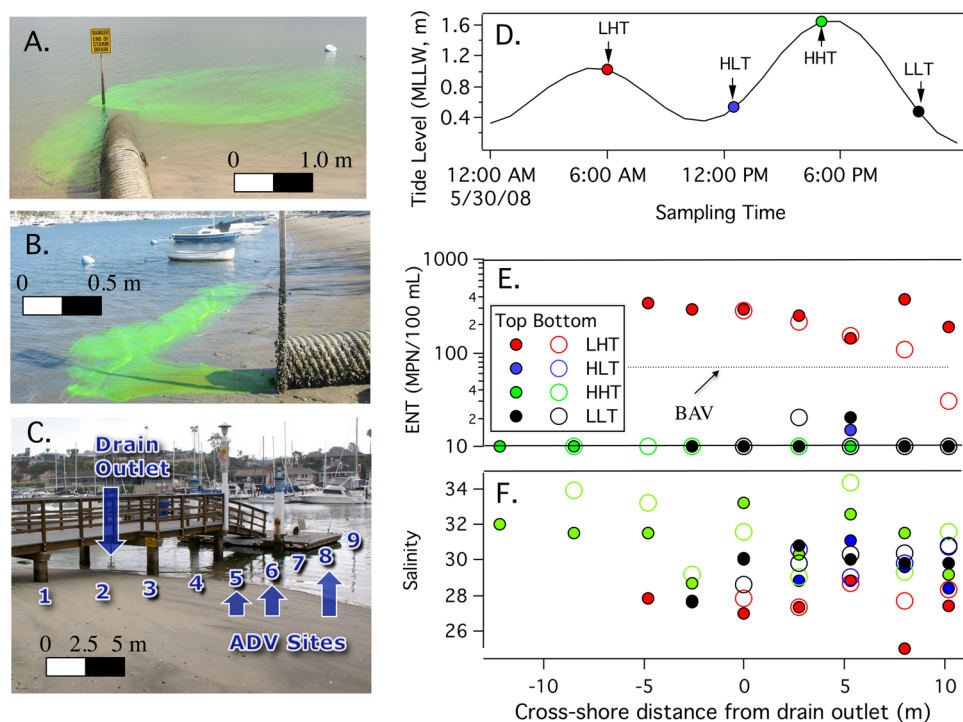 A.
DANGER
END OF
STORM
DRAIN
0 1.0 m
B.
0 0.5 m
C.
Drain
Outlet
1 2 3 4 5 6 7 8 9
ADV Sites
0 2.5 5 m
D.
Tide Level (MLLW, m)
1.6
1.2
0.8
0.4
LHT
HLT
HHT
LLT
12:00 AM 6:00 AM 12:00 PM 6:00 PM
5/30/08
Sampling Time
E.
ENT (MPN/100 mL)
1000
4
2
100
4
2
10
Top Bottom
LHT
HLT
HHT
LLT
BAV
F.
Salinity
34
32
30
28
26
-10 -5 0 5 10
Cross-shore distance from drain outlet (m)